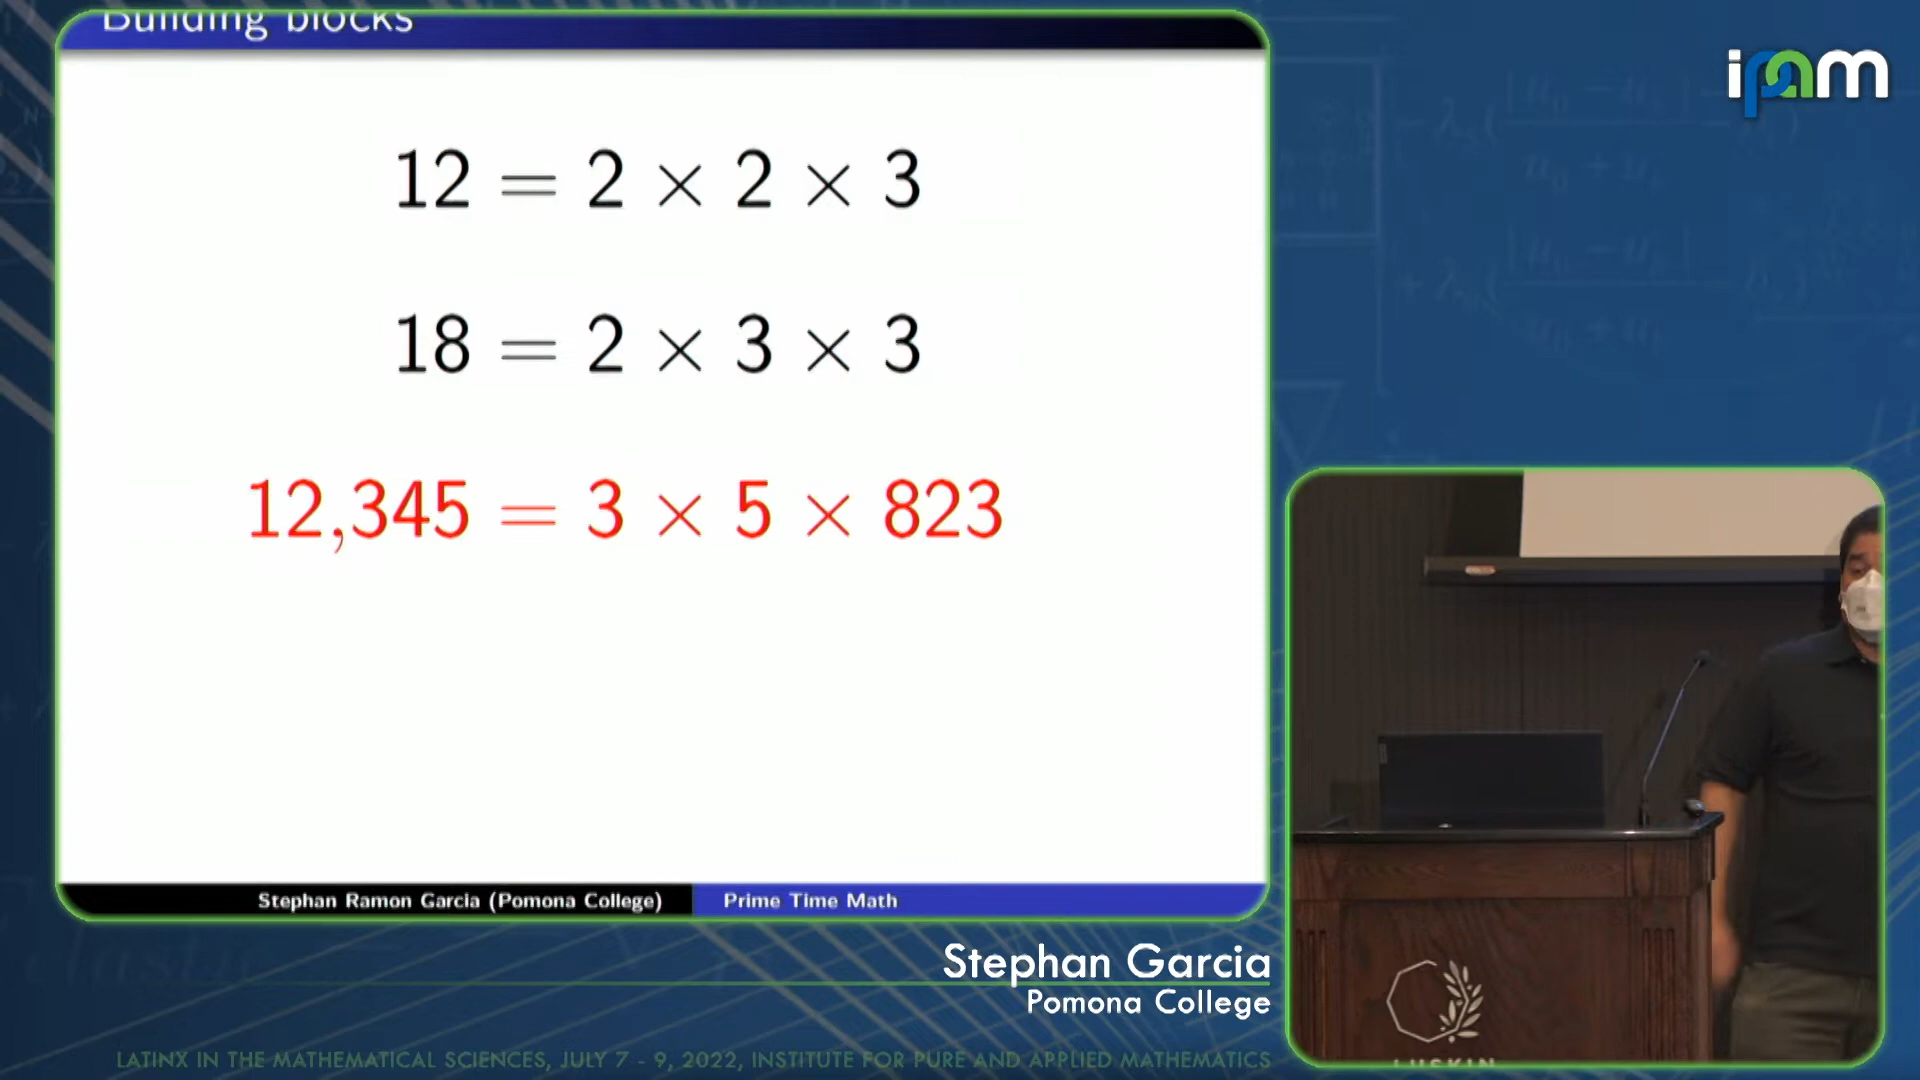 Building blocks
12 = 2 × 2 × 3
18 = 2 × 3 × 3
12,345 = 3 × 5 × 823
Stephan Ramon Garcia (Pomona College)
Prime Time Math
ipam
Stephan Garcia
Pomona College
LATINX IN THE MATHEMATICAL SCIENCES, JULY 7 - 9, 2022, INSTITUTE FOR PURE AND APPLIED MATHEMATICS
LUSKIN